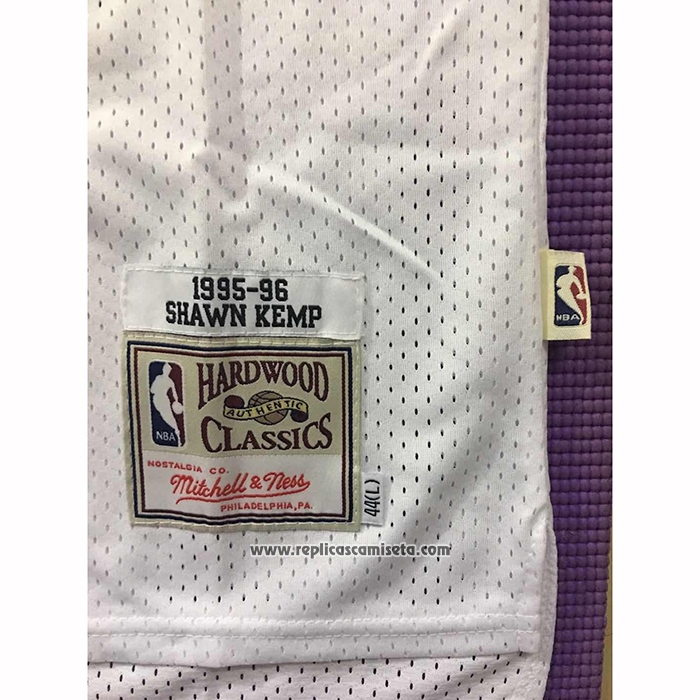 1995-96
SHAWN KEMP
NBA
HARDWOOD
AUTHENTIC
CLASSICS
NBA
NOSTALGIA CO.
Mitchell & Ness
PHILADELPHIA, PA.
44(L)
www.replicascamiseta.com